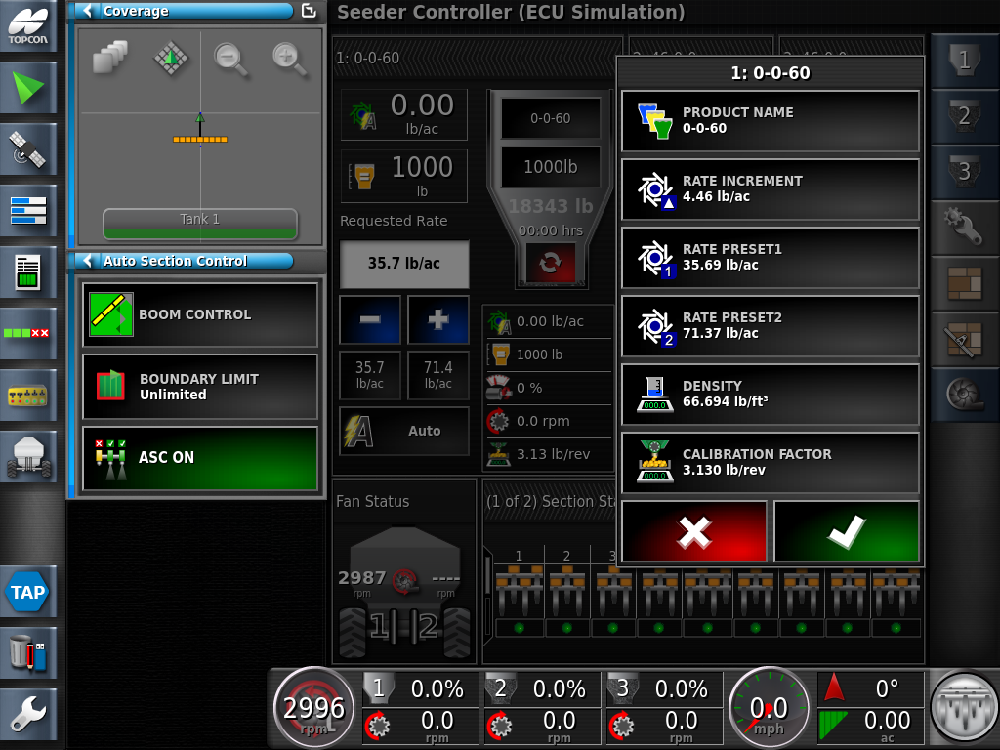 TOPCON
Coverage
Tank 1
Auto Section Control
BOOM CONTROL
BOUNDARY LIMIT
Unlimited
ASC ON
TAP
Seeder Controller (ECU Simulation)
1: 0-0-60
0.00
lb/ac
1000
lb
Requested Rate
35.7 lb/ac
35.7
lb/ac
71.4
lb/ac
A
Auto
0-0-60
1000lb
18343 lb
00:00 hrs
0.00 lb/ac
1000 lb
0 %
0.0 rpm
3.13 lb/rev
Fan Status
2987
rpm
----
rpm
1 2
(1 of 2) Section Sta
1 2 3
1: 0-0-60
PRODUCT NAME
0-0-60
RATE INCREMENT
4.46 lb/ac
RATE PRESET1
35.69 lb/ac
1
RATE PRESET2
71.37 lb/ac
2
DENSITY
66.694 lb/ft³
000.0
CALIBRATION FACTOR
3.130 lb/rev
000.0
1
2
3
2996
rpm
1
0.0%
0.0
rpm
2
0.0%
0.0
rpm
3
0.0%
0.0
rpm
0.0
mph
0°
0.00
ac